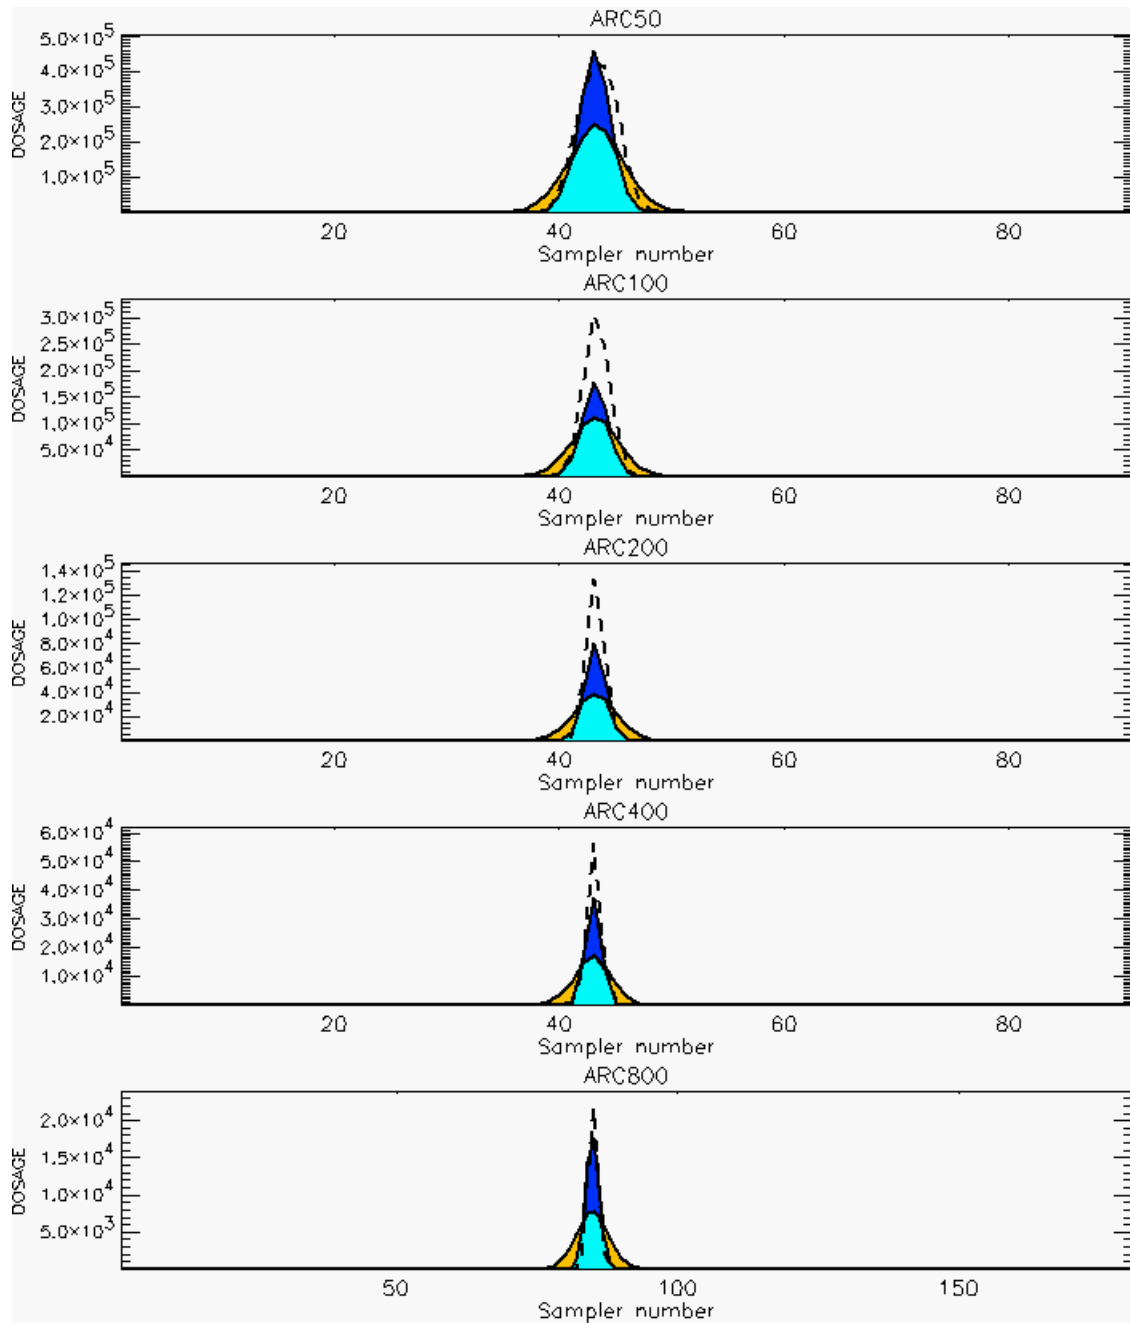 ARC50
5.0×10^5
4.0×10^5
3.0×10^5
2.0×10^5
1.0×10^5
DOSAGE
20 40 60 80
Sampler number
ARC100
3.0×10^5
2.5×10^5
2.0×10^5
1.5×10^5
1.0×10^5
5.0×10^4
DOSAGE
20 40 60 80
Sampler number
ARC200
1.4×10^5
1.2×10^5
1.0×10^5
8.0×10^4
6.0×10^4
4.0×10^4
2.0×10^4
DOSAGE
20 40 60 80
Sampler number
ARC400
6.0×10^4
5.0×10^4
4.0×10^4
3.0×10^4
2.0×10^4
1.0×10^4
DOSAGE
20 40 60 80
Sampler number
ARC800
2.0×10^4
1.5×10^4
1.0×10^4
5.0×10^3
DOSAGE
50 100 150
Sampler number